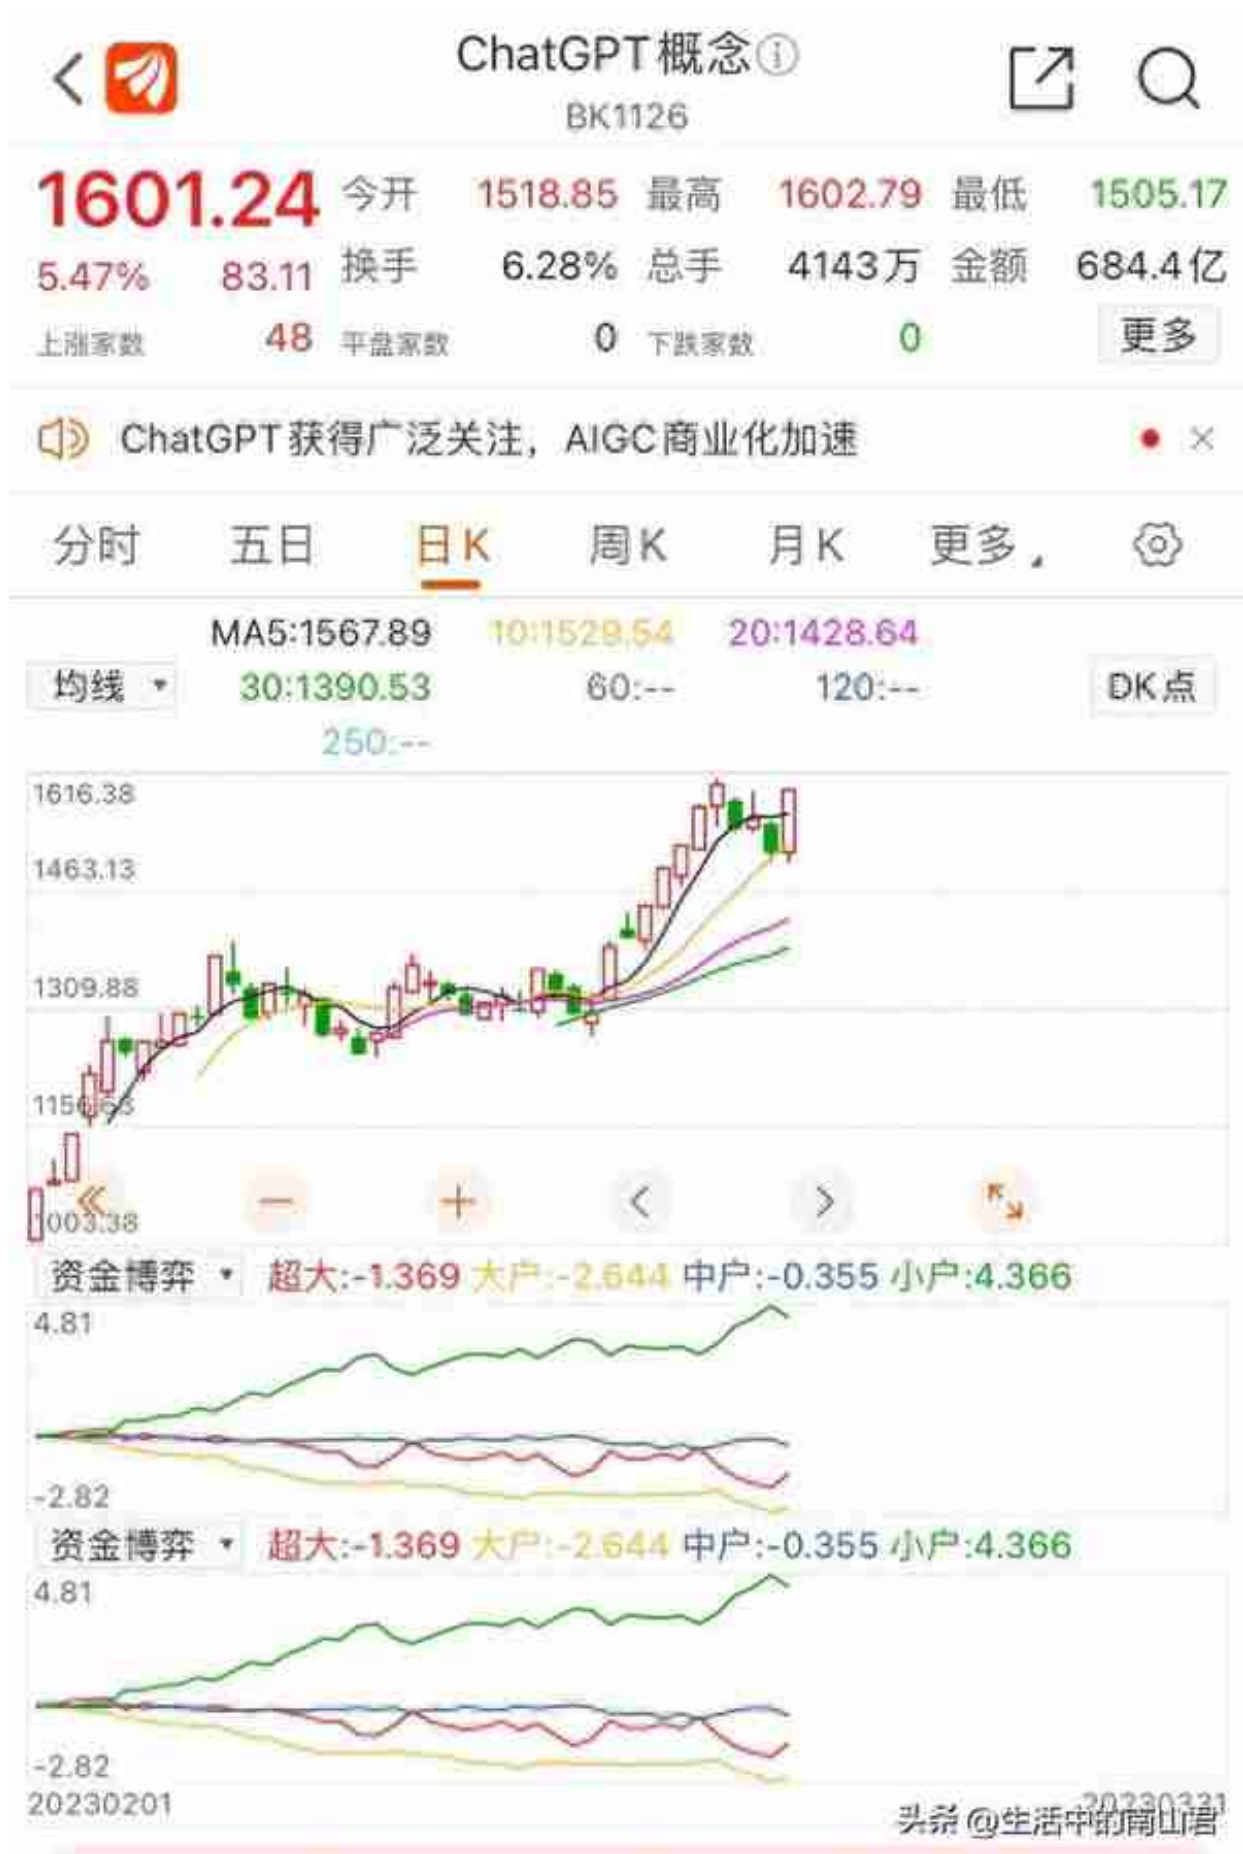 ChatGPT概念
BK1126
1601.24 今开 1518.85 最高 1602.79 最低 1505.17
5.47% 83.11 换手 6.28% 总手 4143万 金额 684.4亿
上涨家数 48 平盘家数 0 下跌家数 0 更多
ChatGPT获得广泛关注，AIGC商业化加速
分时 五日 日K 周K 月K 更多
MA5:1567.89 10:1529.54 20:1428.64
均线 30:1390.53 60:-- 120:-- DK点
250:--
1616.38
1463.13
1309.88
1156.63
1003.38
资金博弈 超大:-1.369 大户:-2.644 中户:-0.355 小户:4.366
4.81
-2.82
资金博弈 超大:-1.369 大户:-2.644 中户:-0.355 小户:4.366
4.81
-2.82
20230201 20230331
头条 @生活中的南山君